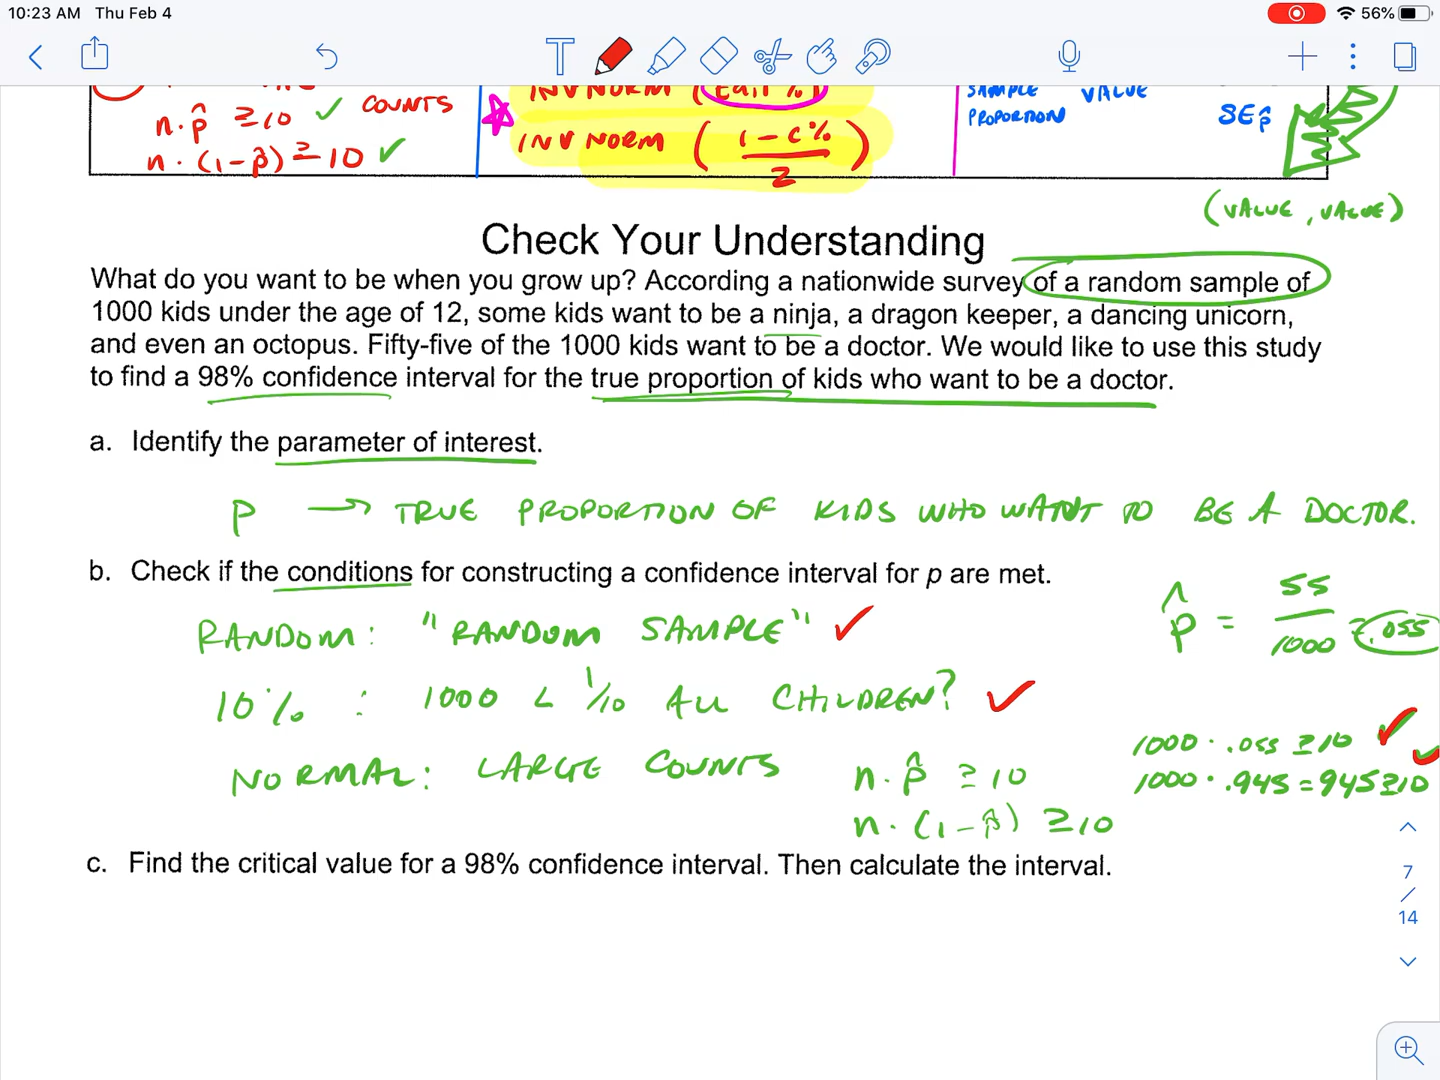 10:23 AM Thu Feb 4
56%
T
COUNTS
n · p̂ ≥ 10 ✓
n · (1-p̂) ≥ 10 ✓
INVNORM (tail %)
INVNORM ( (1-C%)/2 )
SAMPLE PROPORTION
VALUE
SEp̂
(VALUE, VALUE)
Check Your Understanding
What do you want to be when you grow up? According a nationwide survey of a random sample of
1000 kids under the age of 12, some kids want to be a ninja, a dragon keeper, a dancing unicorn,
and even an octopus. Fifty-five of the 1000 kids want to be a doctor. We would like to use this study
to find a 98% confidence interval for the true proportion of kids who want to be a doctor.
a. Identify the parameter of interest.
p → TRUE PROPORTION OF KIDS WHO WANT TO BE A DOCTOR.
b. Check if the conditions for constructing a confidence interval for p are met.
p̂ = 55/1000 = .055
RANDOM: "RANDOM SAMPLE" ✓
10% : 1000 < 1/10 ALL CHILDREN? ✓
NORMAL: LARGE COUNTS
n · p̂ ≥ 10
n · (1-p̂) ≥ 10
1000 · .055 ≥ 10 ✓
1000 · .945 = 945 ≥ 10 ✓
c. Find the critical value for a 98% confidence interval. Then calculate the interval.
7
/
14